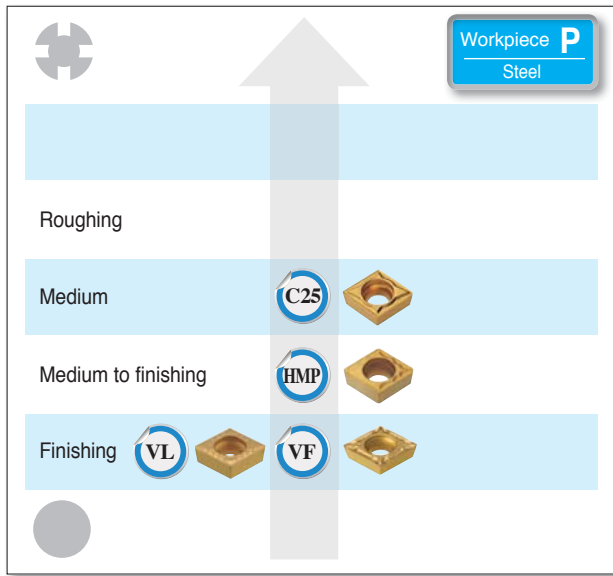 Workpiece P
Steel
Roughing
Medium C25
Medium to finishing HMP
Finishing VL VF